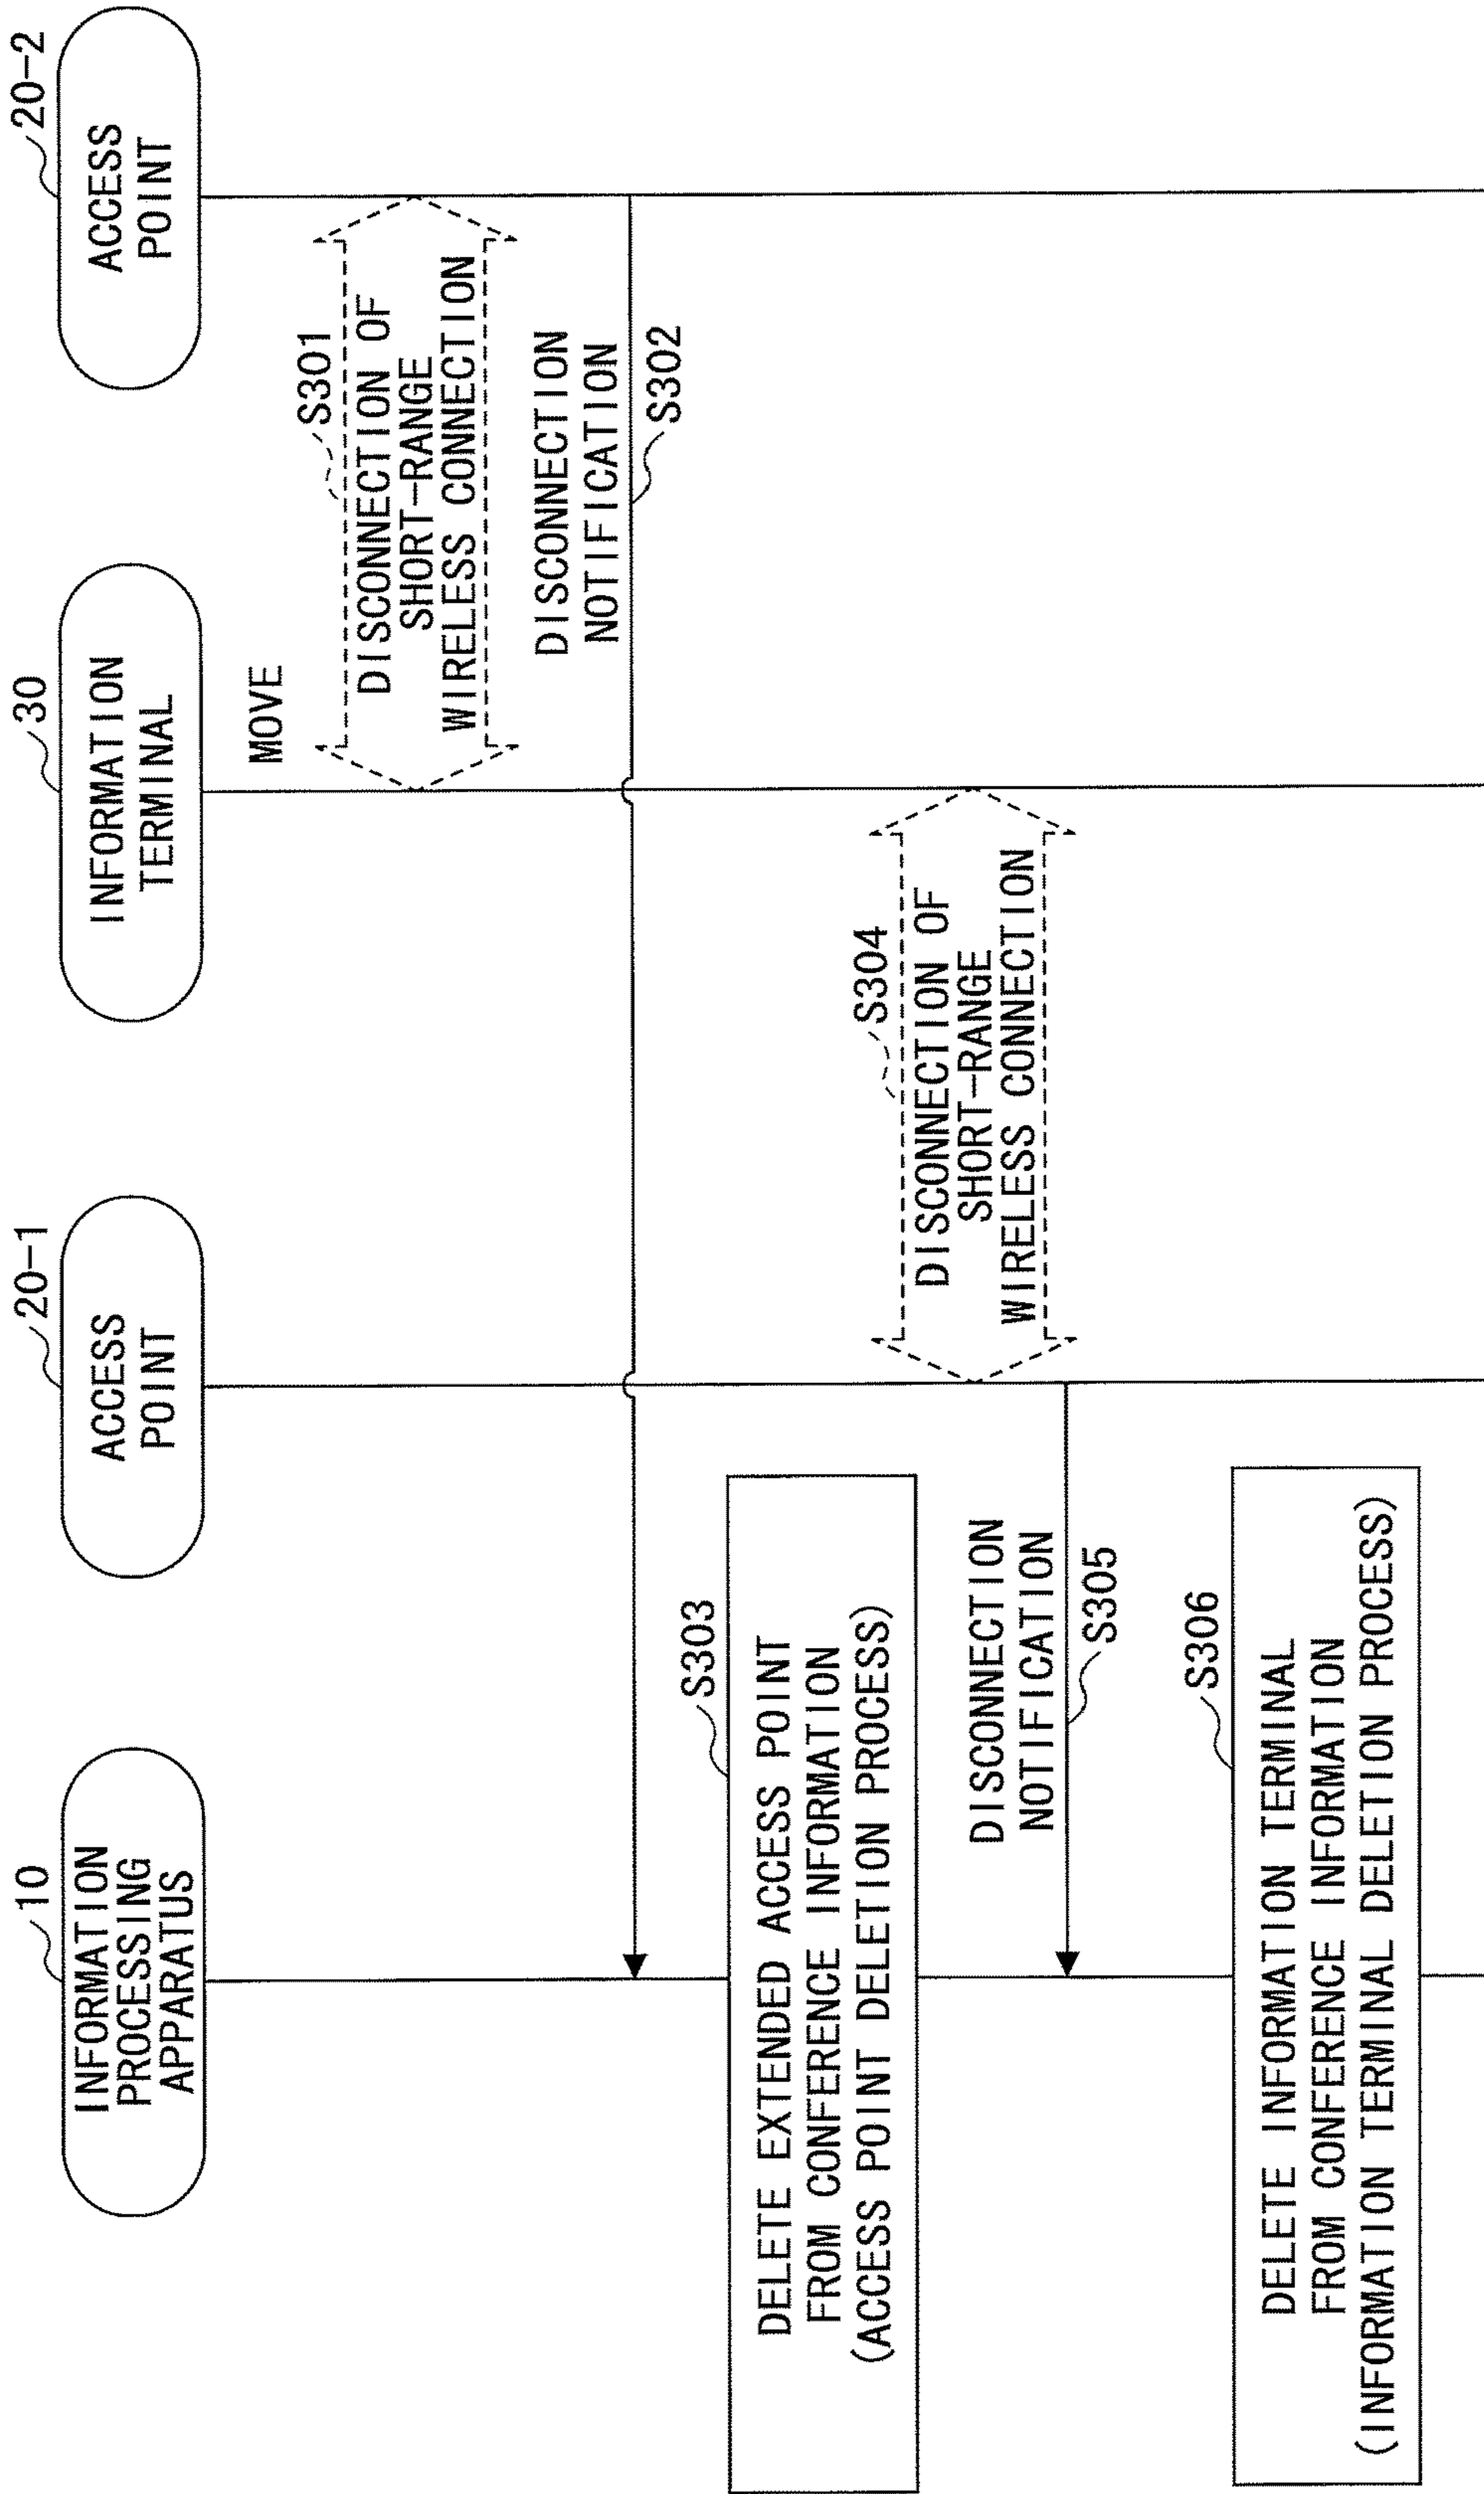 10
INFORMATION
PROCESSING
APPARATUS
20-1
ACCESS
POINT
30
INFORMATION
TERMINAL
20-2
ACCESS
POINT
MOVE
S301
DISCONNECTION OF
SHORT-RANGE
WIRELESS CONNECTION
DISCONNECTION
NOTIFICATION
S302
S303
DELETE EXTENDED ACCESS POINT
FROM CONFERENCE INFORMATION
(ACCESS POINT DELETION PROCESS)
S304
DISCONNECTION OF
SHORT-RANGE
WIRELESS CONNECTION
DISCONNECTION
NOTIFICATION
S305
S306
DELETE INFORMATION TERMINAL
FROM CONFERENCE INFORMATION
(INFORMATION TERMINAL DELETION PROCESS)